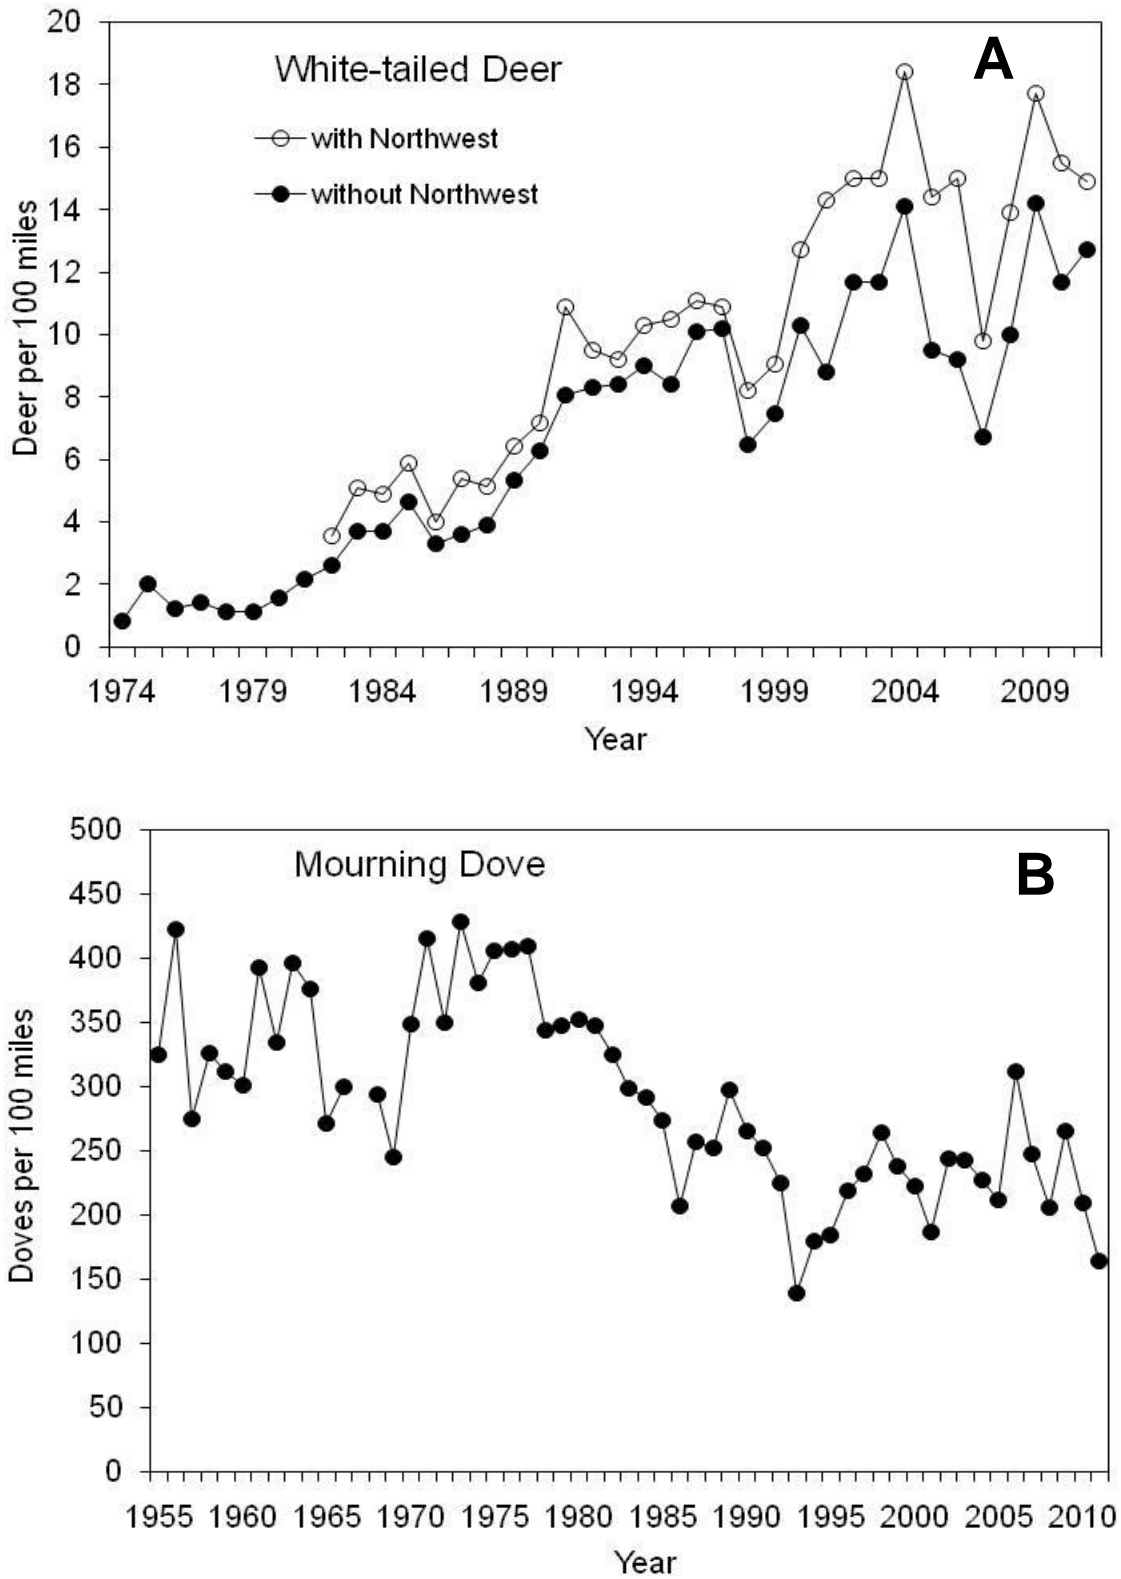 White-tailed Deer
A
with Northwest
without Northwest
Deer per 100 miles
20
18
16
14
12
10
8
6
4
2
0
1974 1979 1984 1989 1994 1999 2004 2009
Year
Mourning Dove
B
Doves per 100 miles
500
450
400
350
300
250
200
150
100
50
0
1955 1960 1965 1970 1975 1980 1985 1990 1995 2000 2005 2010
Year